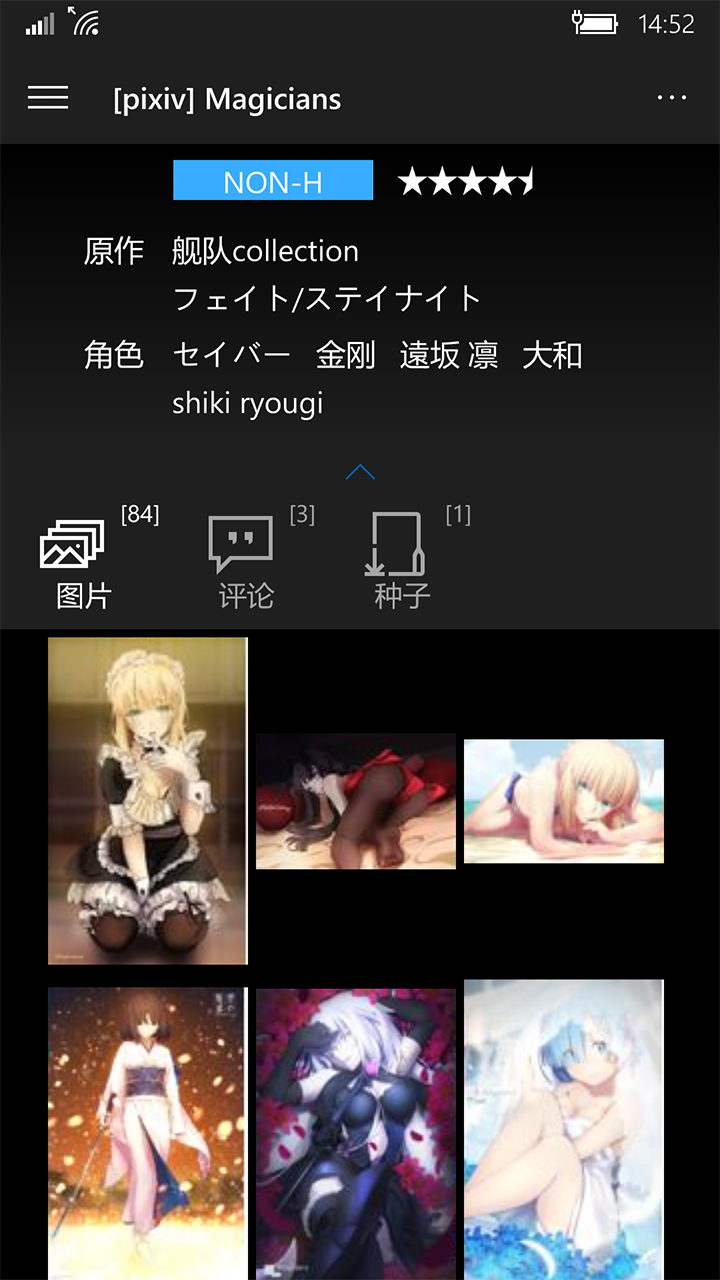 14:52
[pixiv] Magicians
NON-H
原作 舰队collection
フェイト/ステイナイト
角色 セイバー 金刚 遠坂 凛 大和
shiki ryougi
[84] [3] [1]
图片 评论 种子